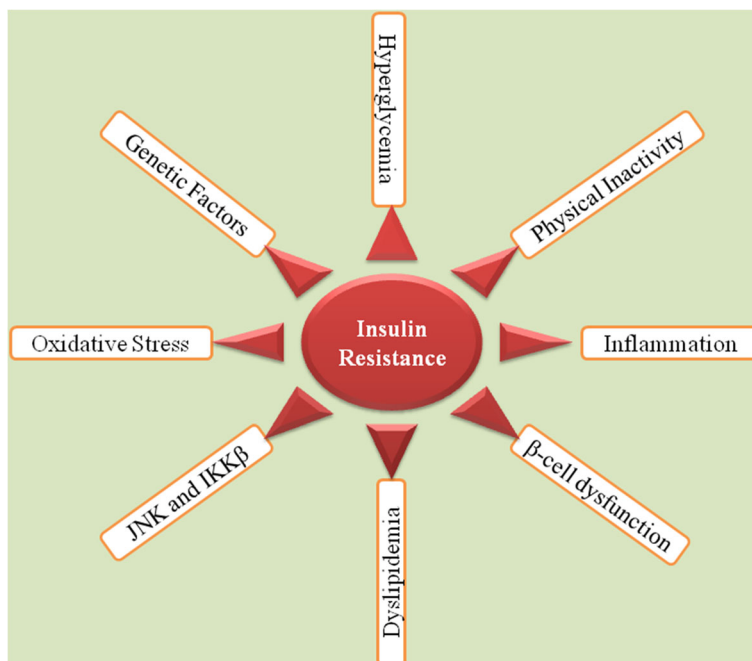 Hyperglycemia
Genetic Factors
Physical Inactivity
Insulin
Resistance
Oxidative Stress
Inflammation
JNK and IKKβ
β-cell dysfunction
Dyslipidemia